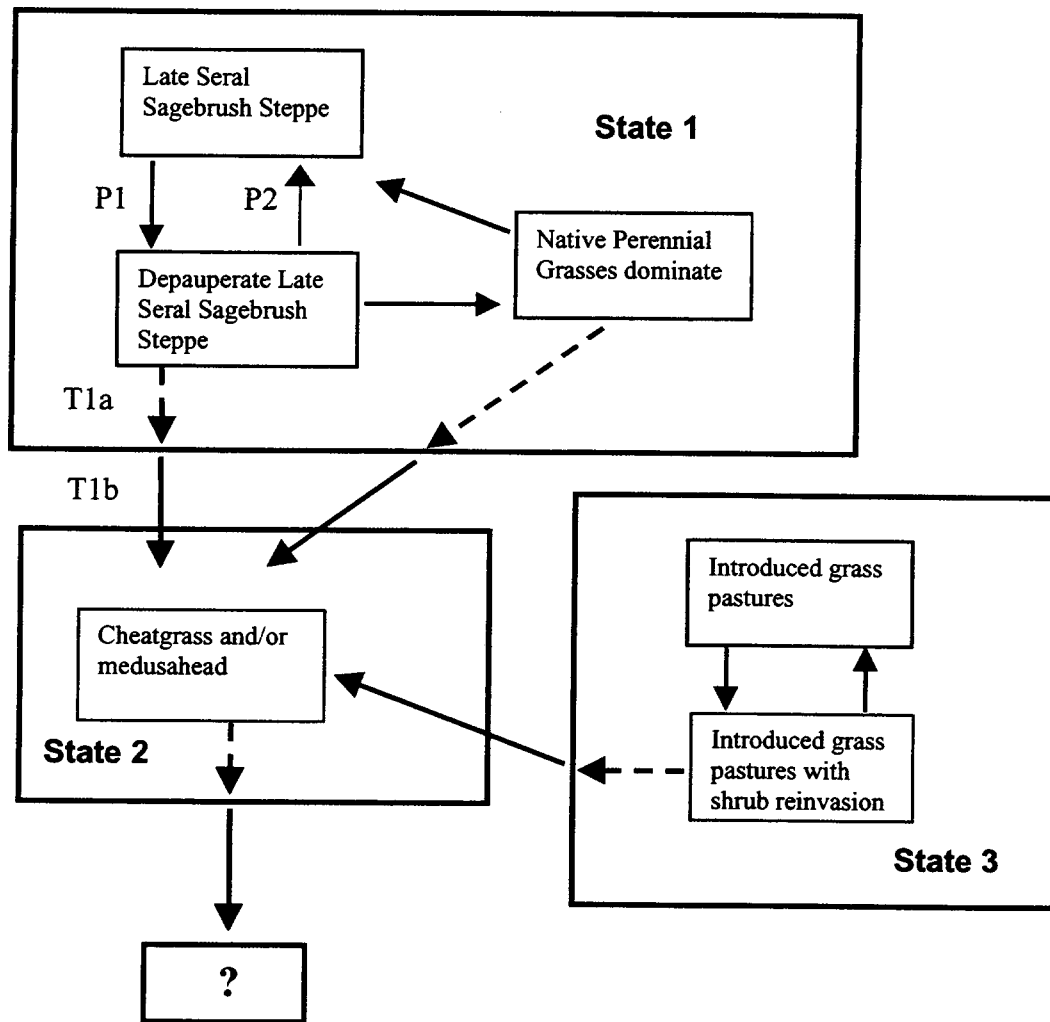 Late Seral
Sagebrush Steppe
State 1
P1
P2
Native Perennial
Grasses dominate
Depauperate Late
Seral Sagebrush
Steppe
T1a
T1b
Introduced grass
pastures
Cheatgrass and/or
medusahead
State 2
Introduced grass
pastures with
shrub reinvasion
State 3
?